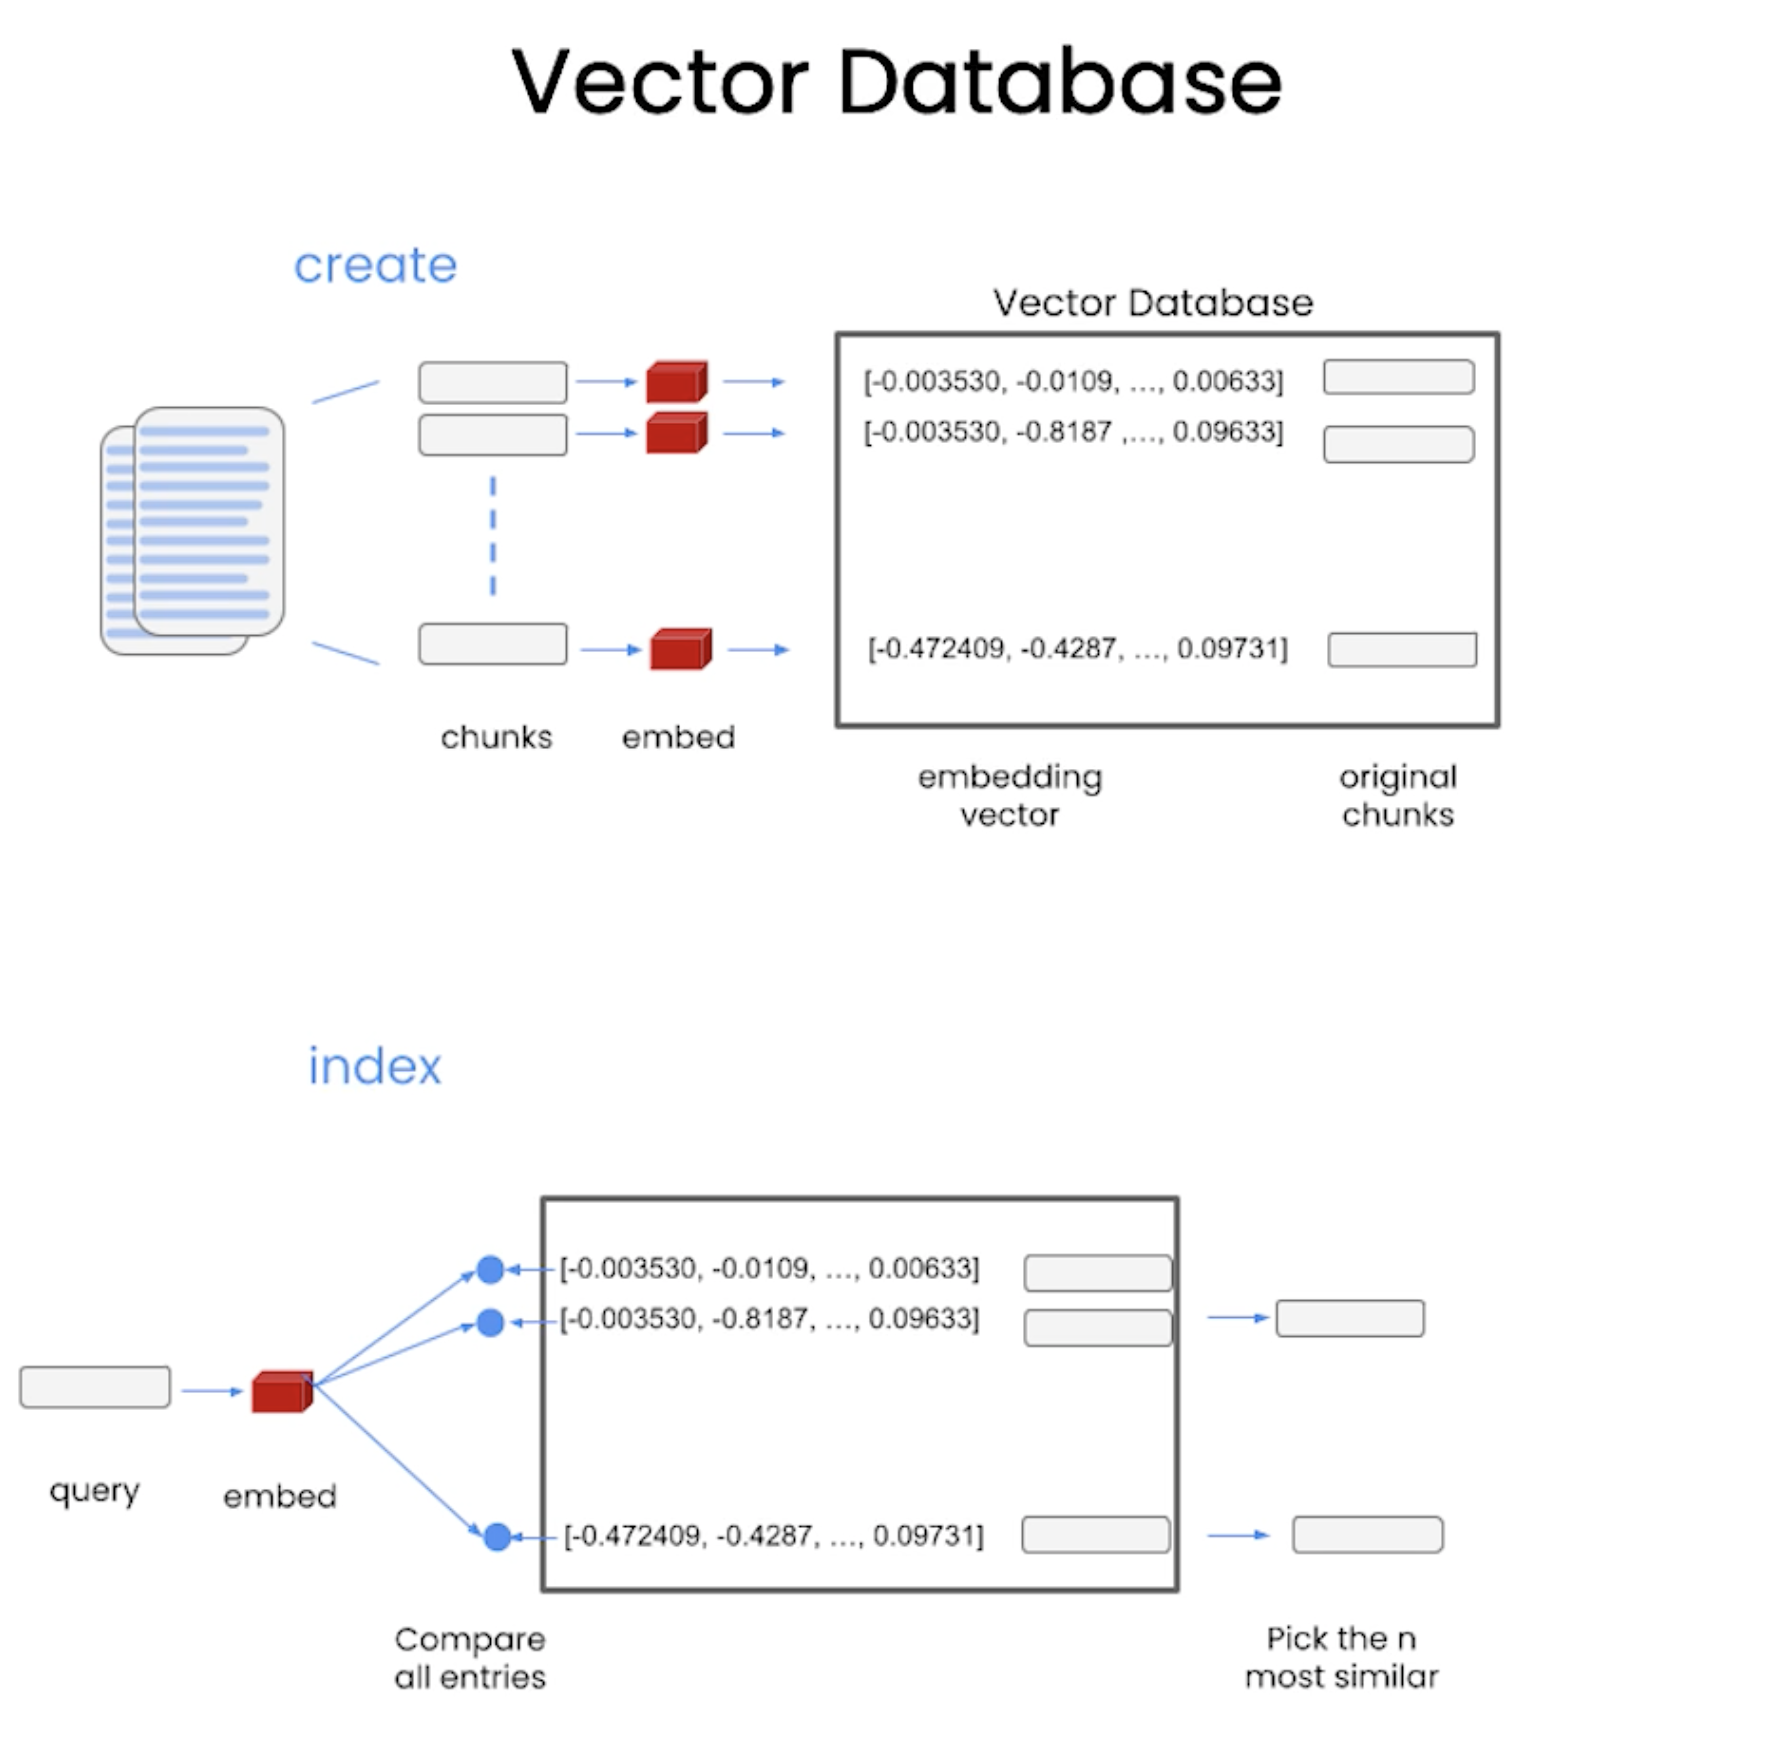 Vector Database
create
Vector Database
[-0.003530, -0.0109, ..., 0.00633]
[-0.003530, -0.8187 ,..., 0.09633]
[-0.472409, -0.4287, ..., 0.09731]
chunks
embed
embedding
vector
original
chunks
index
[-0.003530, -0.0109, ..., 0.00633]
[-0.003530, -0.8187, ..., 0.09633]
query
embed
[-0.472409, -0.4287, ..., 0.09731]
Compare
all entries
Pick the n
most similar